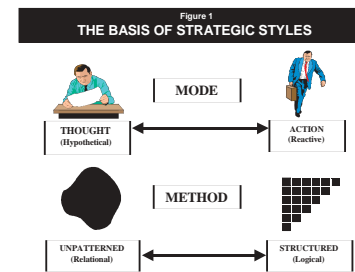 Figure 1
THE BASIS OF STRATEGIC STYLES
MODE
THOUGHT
(Hypothetical)
ACTION
(Reactive)
METHOD
UNPATTERNED
(Relational)
STRUCTURED
(Logical)